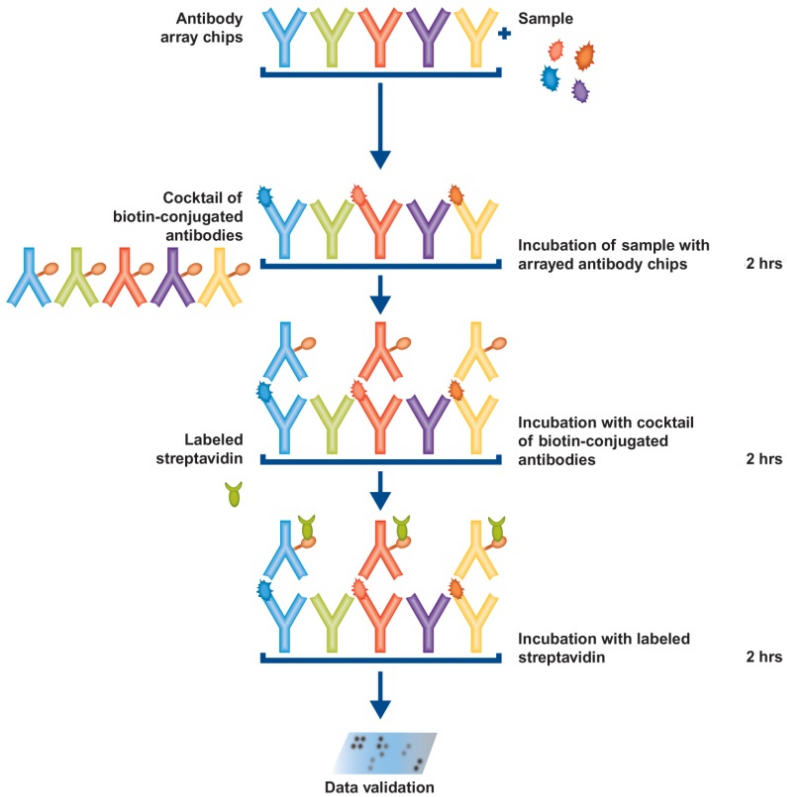 Antibody
array chips
+
Sample
Cocktail of
biotin-conjugated
antibodies
Incubation of sample with
arrayed antibody chips
2 hrs
Labeled
streptavidin
Incubation with cocktail
of biotin-conjugated
antibodies
2 hrs
Incubation with labeled
streptavidin
2 hrs
Data validation